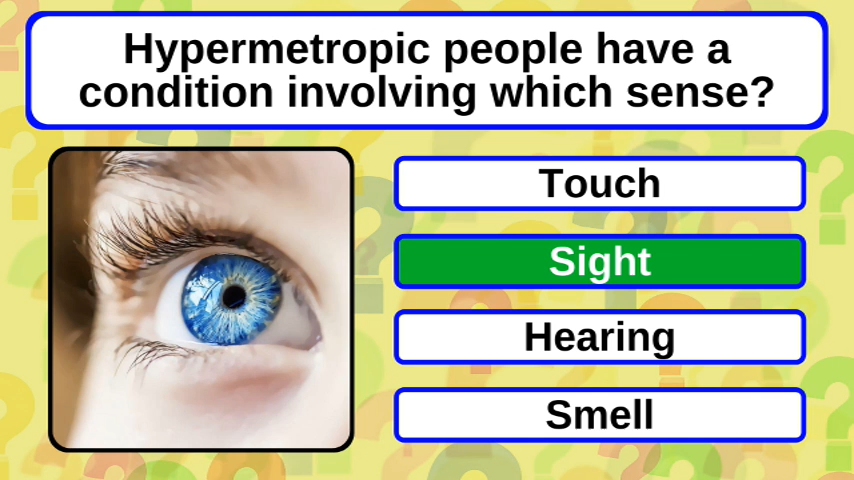 Hypermetropic people have a
condition involving which sense?
Touch
Sight
Hearing
Smell